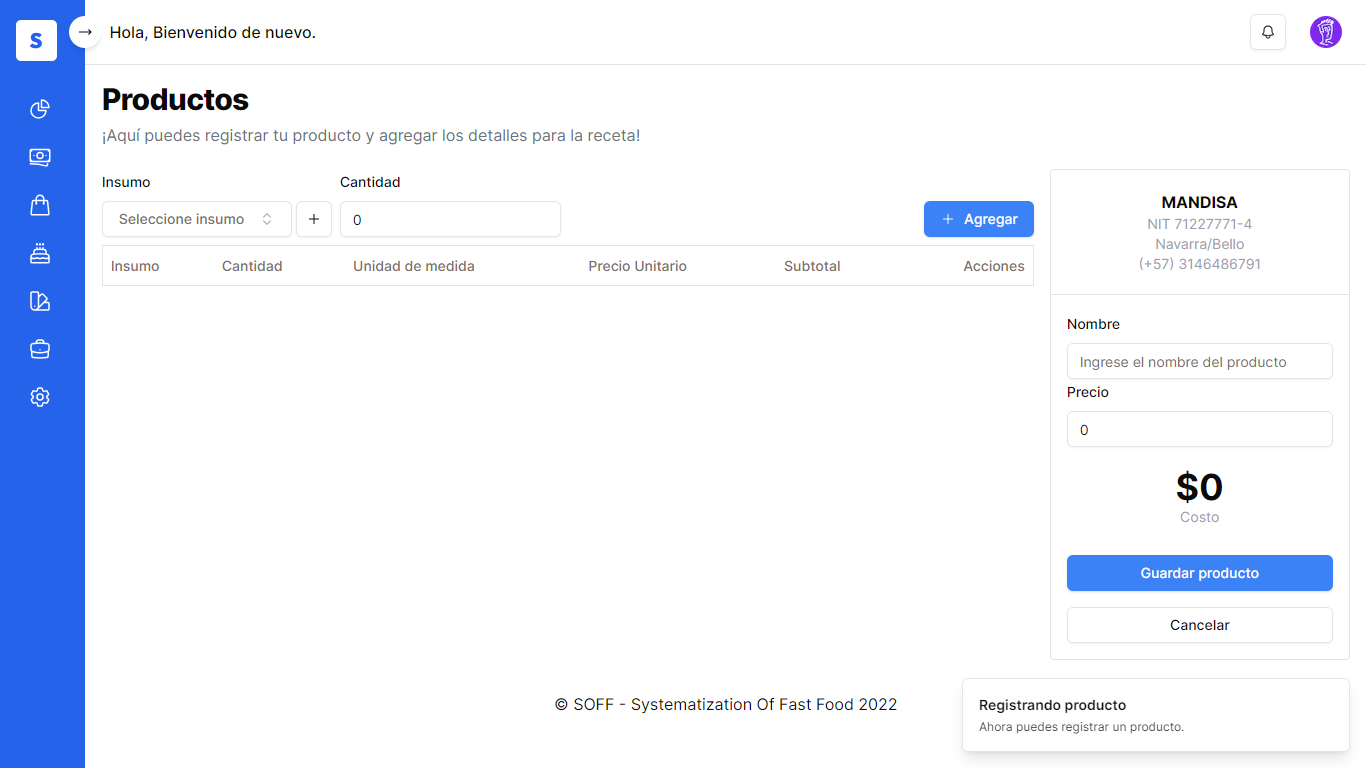 S
Hola, Bienvenido de nuevo.
Productos
¡Aquí puedes registrar tu producto y agregar los detalles para la receta!
Insumo
Cantidad
Seleccione insumo
0
Agregar
Insumo Cantidad Unidad de medida Precio Unitario Subtotal Acciones
MANDISA
NIT 71227771-4
Navarra/Bello
(+57) 3146486791
Nombre
Ingrese el nombre del producto
Precio
0
$0
Costo
Guardar producto
Cancelar
© SOFF - Systematization Of Fast Food 2022
Registrando producto
Ahora puedes registrar un producto.